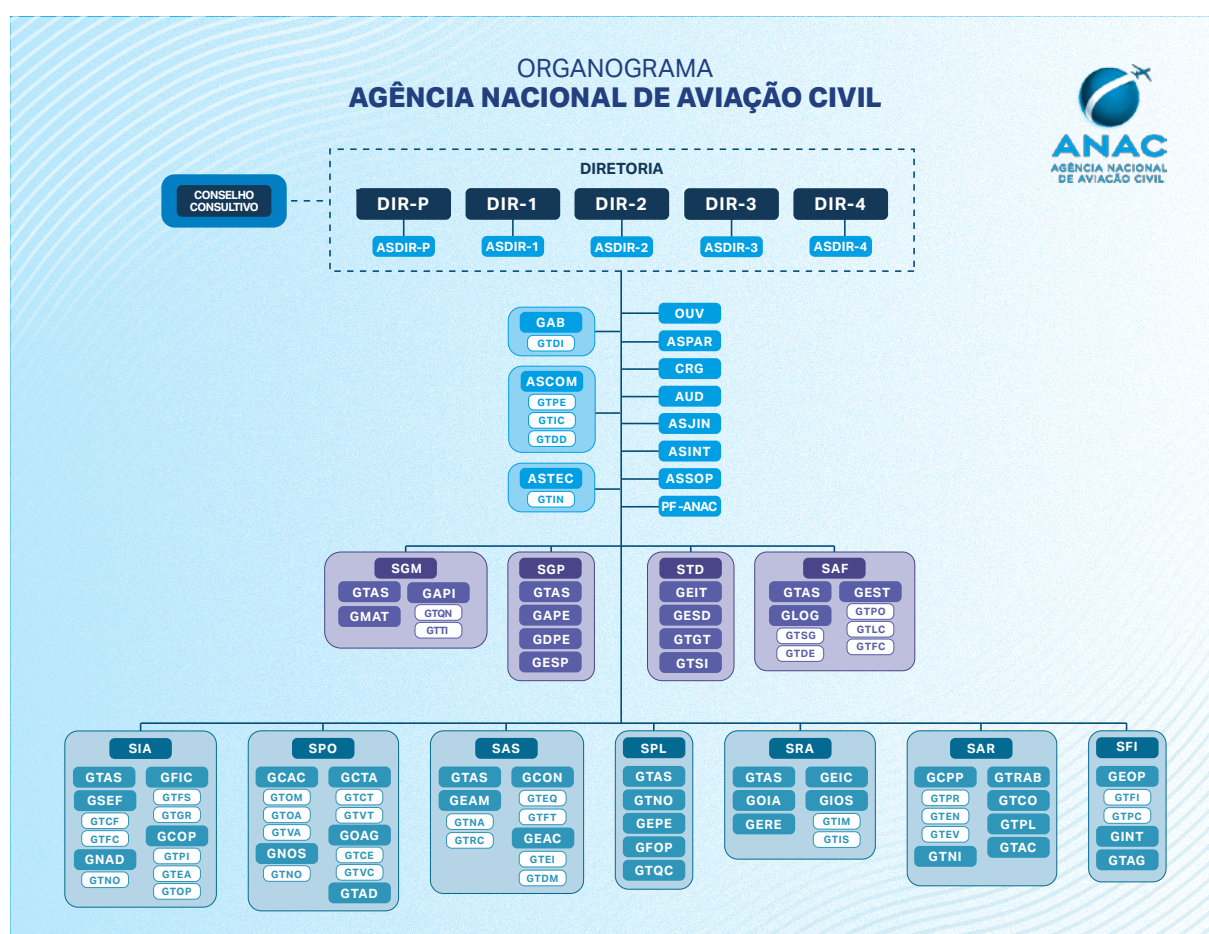 ORGANOGRAMA
AGÊNCIA NACIONAL DE AVIAÇÃO CIVIL
ANAC
AGÊNCIA NACIONAL
DE AVIAÇÃO CIVIL
CONSELHO
CONSULTIVO
DIRETORIA
DIR-P
DIR-1
DIR-2
DIR-3
DIR-4
ASDIR-P
ASDIR-1
ASDIR-2
ASDIR-3
ASDIR-4
GAB
GTDI
ASCOM
GTPE
GTIC
GTDD
ASTEC
GTIN
OUV
ASPAR
CRG
AUD
ASJIN
ASINT
ASSOP
PF-ANAC
SGM
GTAS
GMAT
GAPI
GTQN
GTTI
SGP
GTAS
GAPE
GDPE
GESP
STD
GEIT
GESD
GTGT
GTSI
SAF
GTAS
GLOG
GTSG
GTDE
GEST
GTPO
GTLC
GTFC
SIA
GTAS
GSEF
GTCF
GTFC
GNAD
GTNO
GFIC
GTFS
GTGR
GCOP
GTPI
GTEA
GTOP
SPO
GCAC
GTOM
GTOA
GTVA
GNOS
GTNO
GCTA
GTCT
GTVT
GOAG
GTCE
GTVC
GTAD
SAS
GTAS
GEAM
GTNA
GTRC
GCON
GTEQ
GTFT
GEAC
GTEI
GTDM
SPL
GTAS
GTNO
GEPE
GFOP
GTQC
SRA
GTAS
GOIA
GERE
GEIC
GIOS
GTIM
GTIS
SAR
GCPP
GTPR
GTEN
GTEV
GTNI
GTRAB
GTCO
GTPL
GTAC
SFI
GEOP
GTFI
GTPC
GINT
GTAG